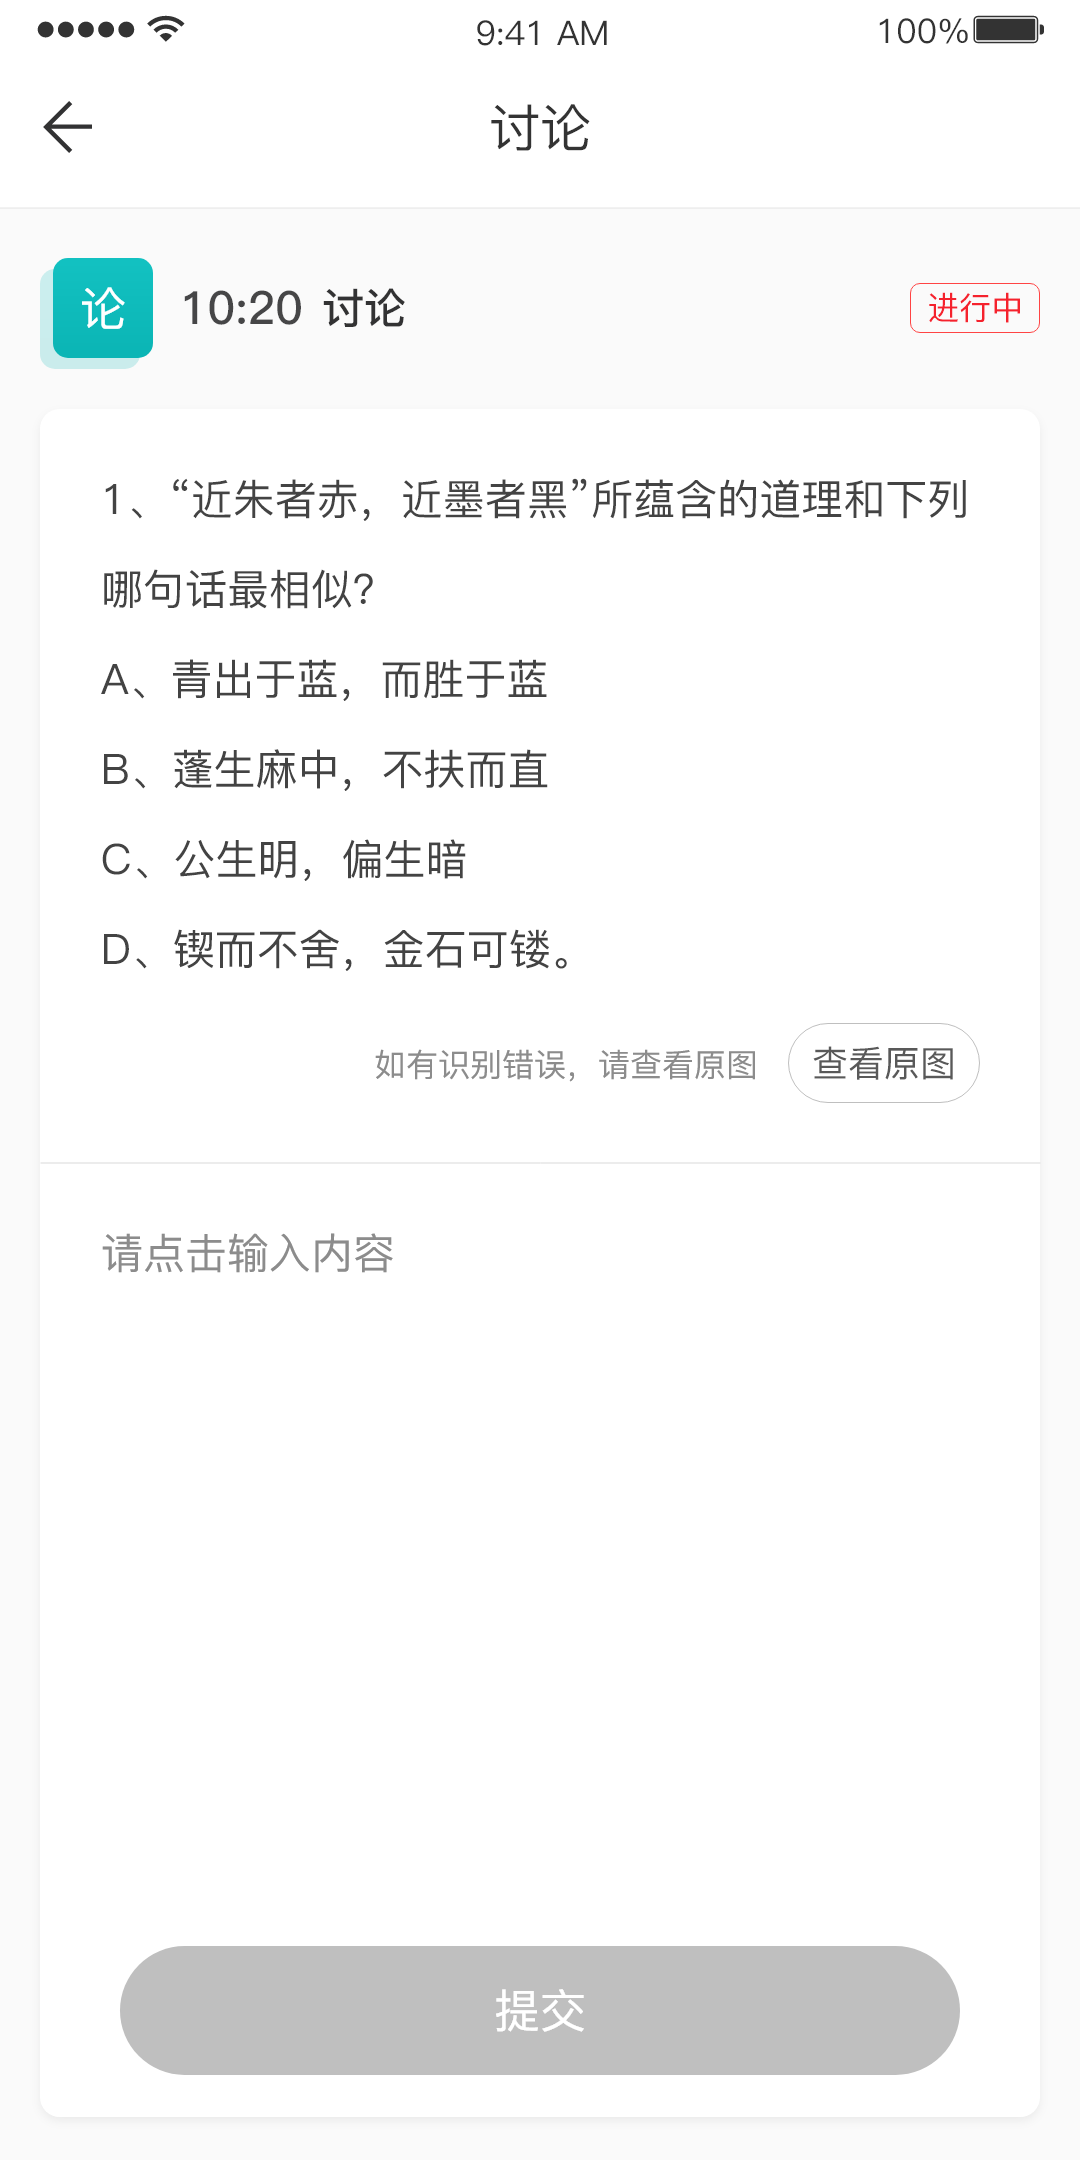 9:41 AM
100%
讨论
论
10:20 讨论
进行中
1、“近朱者赤，近墨者黑”所蕴含的道理和下列
哪句话最相似?
A、青出于蓝，而胜于蓝
B、蓬生麻中，不扶而直
C、公生明，偏生暗
D、锲而不舍，金石可镂。
如有识别错误，请查看原图
查看原图
请点击输入内容
提交